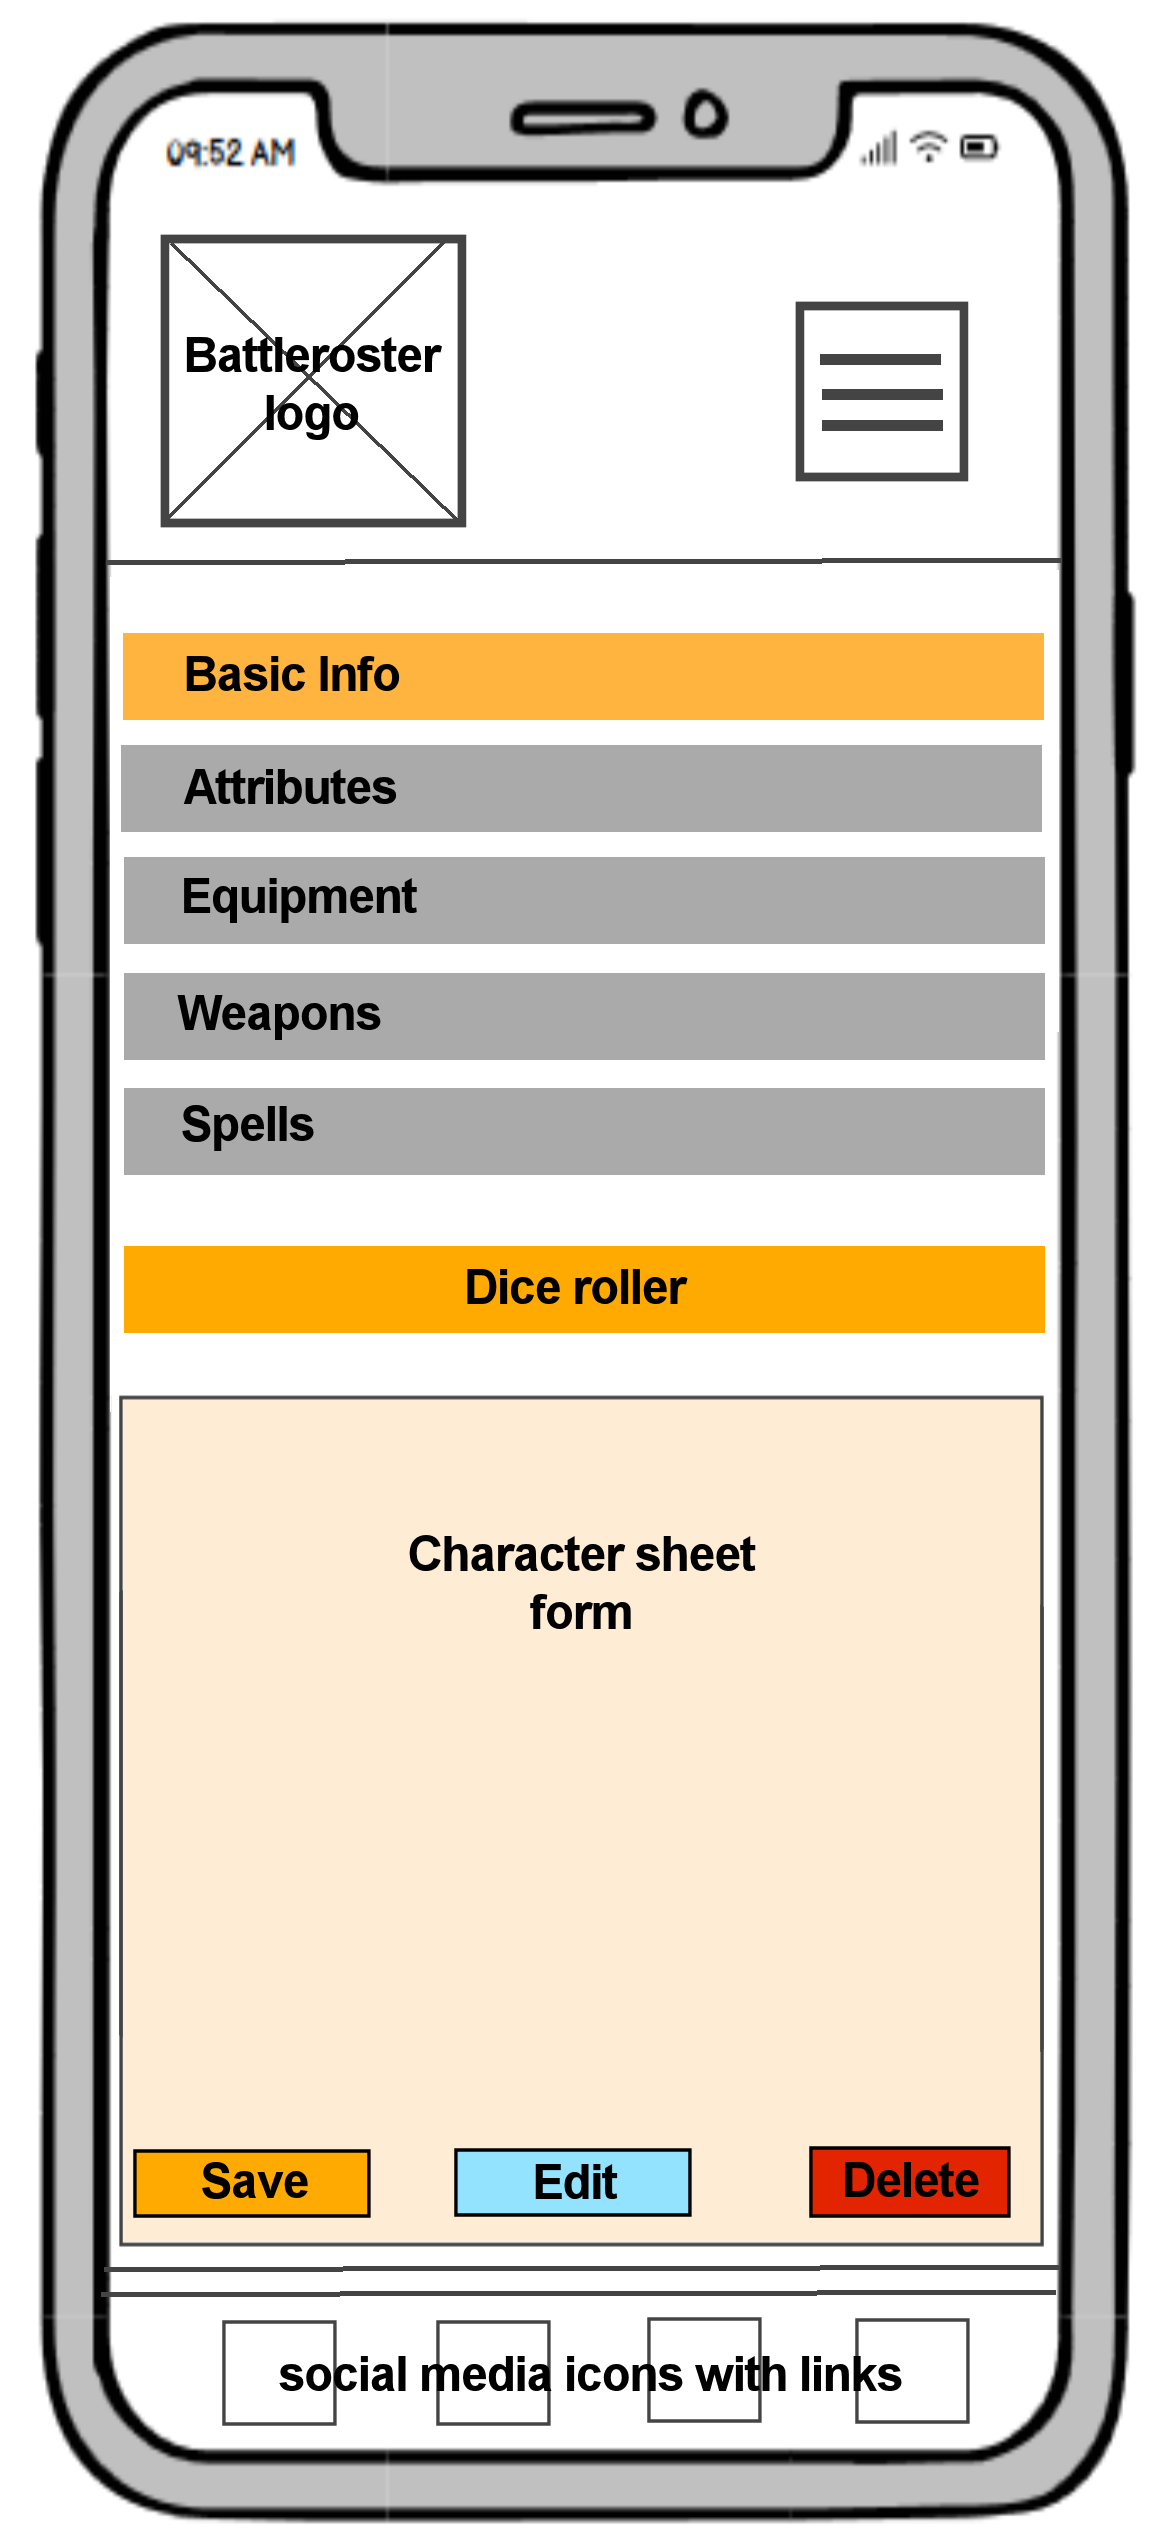 09:52 AM
Battleroster
logo
Basic Info
Attributes
Equipment
Weapons
Spells
Dice roller
Character sheet
form
Save
Edit
Delete
social media icons with links